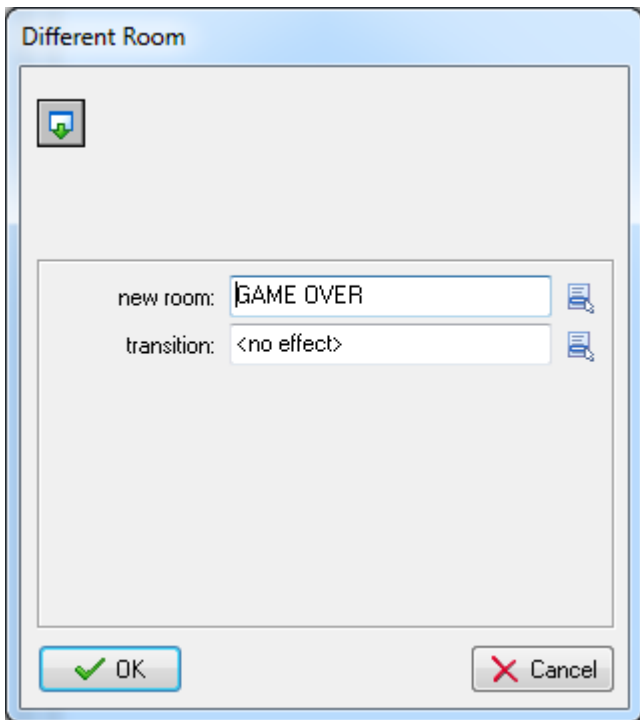 Different Room
new room: GAME OVER
transition: <no effect>
OK Cancel